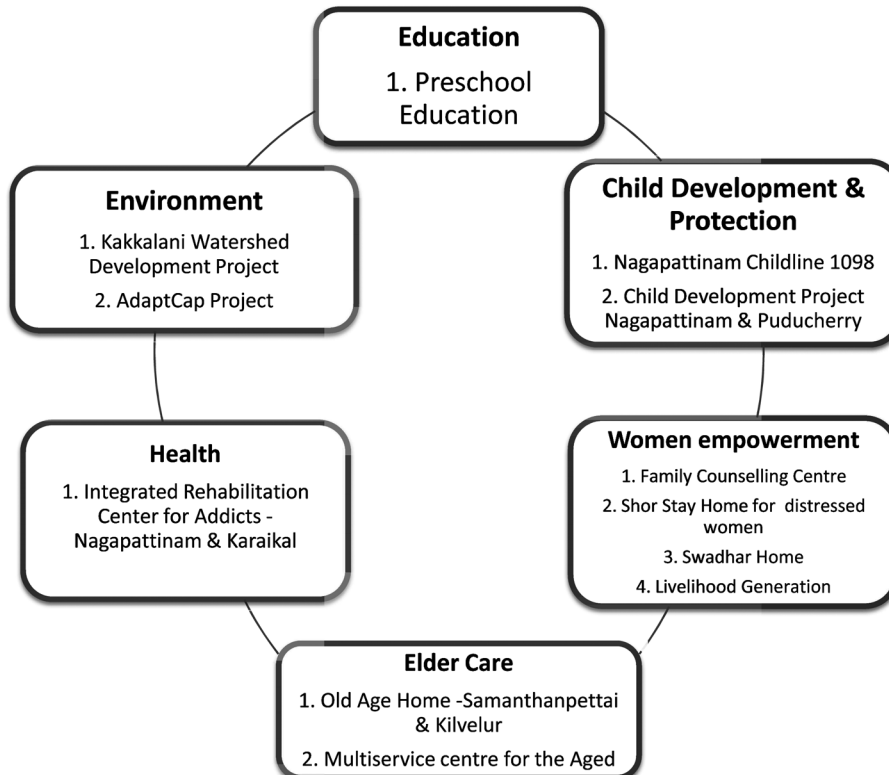 Education
1. Preschool
Education
Child Development &
Protection
1. Nagapattinam Childline 1098
2. Child Development Project
Nagapattinam & Puducherry
Women empowerment
1. Family Counselling Centre
2. Shor Stay Home for distressed
women
3. Swadhar Home
4. Livelihood Generation
Elder Care
1. Old Age Home -Samanthanpettai
& Kilvelur
2. Multiservice centre for the Aged
Health
1. Integrated Rehabilitation
Center for Addicts -
Nagapattinam & Karaikal
Environment
1. Kakkalani Watershed
Development Project
2. AdaptCap Project